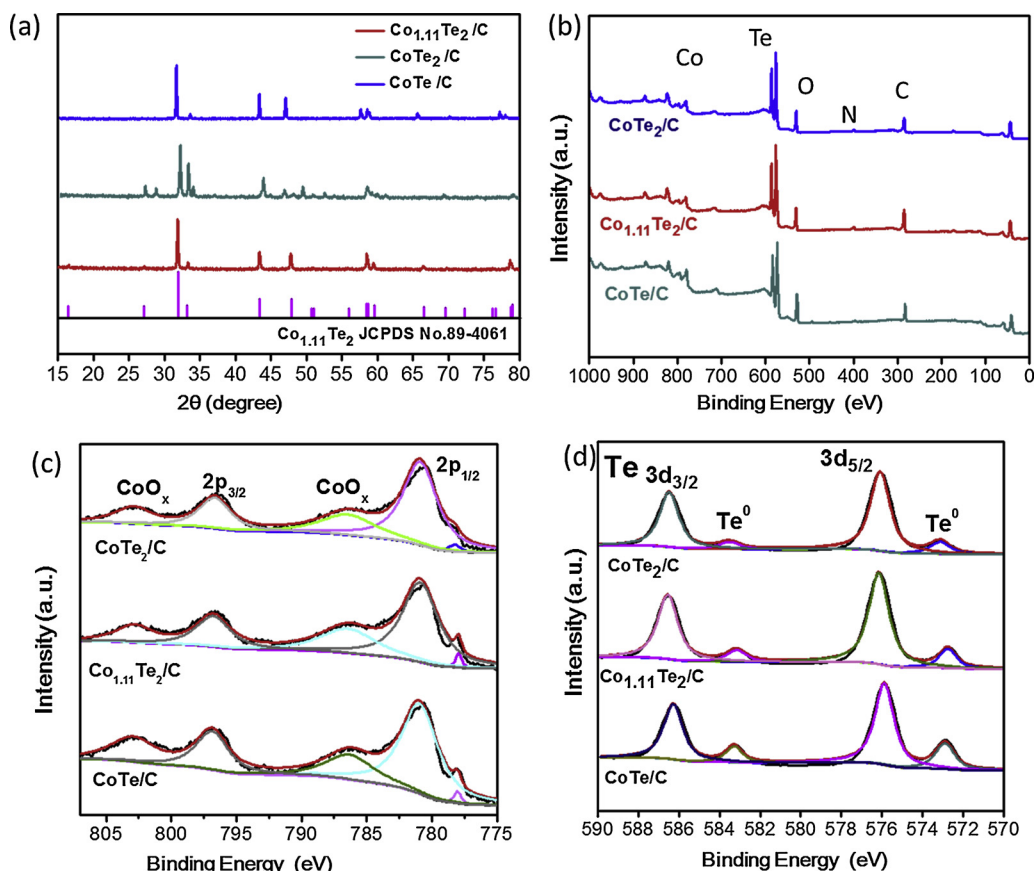 (a)
Co1.11Te2 /C
CoTe2 /C
CoTe /C
Co1.11Te2 JCPDS No.89-4061
15 20 25 30 35 40 45 50 55 60 65 70 75 80
2θ (degree)
(b)
Co
Te
O
N
C
CoTe2/C
Co1.11Te2/C
CoTe/C
Intensity (a.u.)
1000 900 800 700 600 500 400 300 200 100 0
Binding Energy (eV)
(c)
CoOx
2p3/2
CoOx
2p1/2
CoTe2/C
Co1.11Te2/C
CoTe/C
Intensity (a.u.)
805 800 795 790 785 780 775
Binding Energy (eV)
(d)
Te
3d3/2
Te0
3d5/2
Te0
CoTe2/C
Co1.11Te2/C
CoTe/C
Intensity (a.u.)
590 588 586 584 582 580 578 576 574 572 570
Binding Energy (eV)